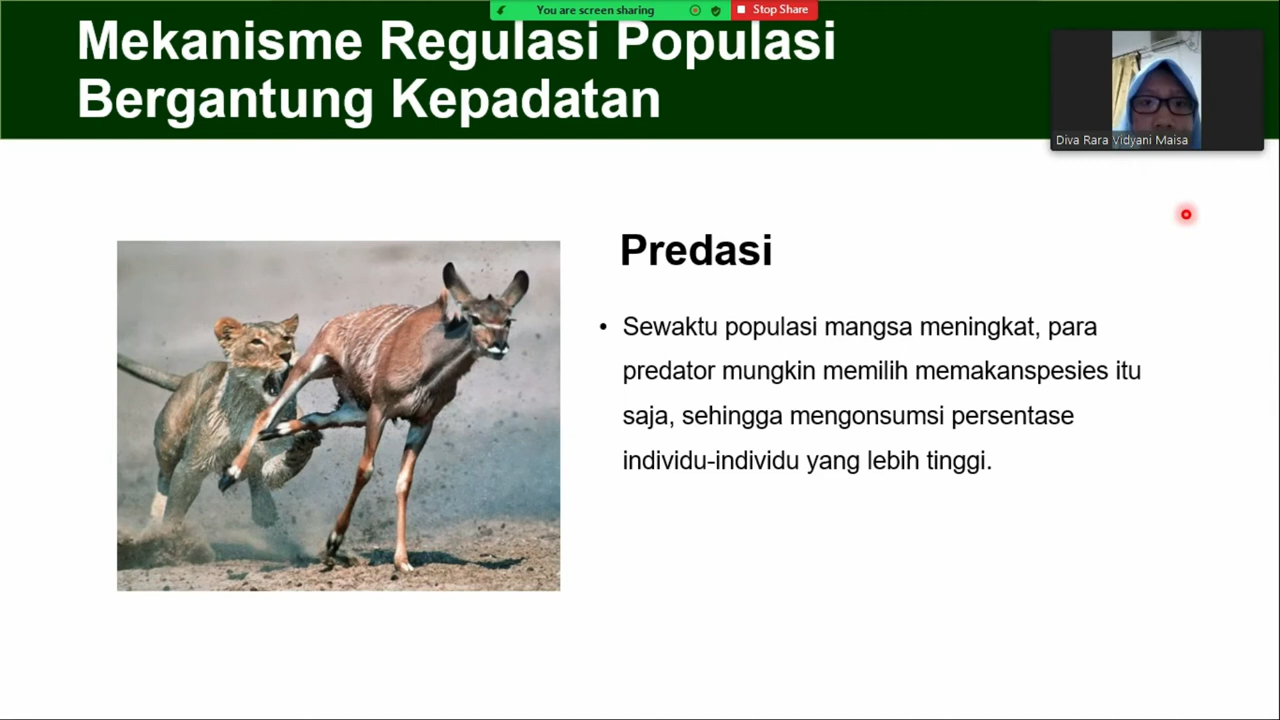 You are screen sharing
Stop Share
Mekanisme Regulasi Populasi
Bergantung Kepadatan
Diva Rara Vidyani Maisa
Predasi
• Sewaktu populasi mangsa meningkat, para
predator mungkin memilih memakanspesies itu
saja, sehingga mengonsumsi persentase
individu-individu yang lebih tinggi.